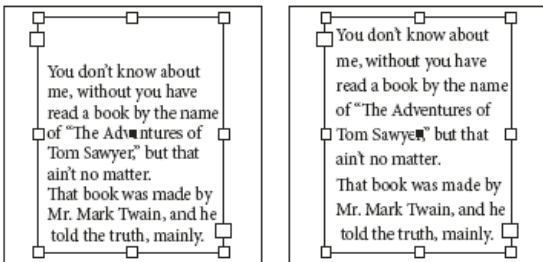 You don't know about
me, without you have
read a book by the name
of “The Adventures of
Tom Sawyer,” but that
ain't no matter.
That book was made by
Mr. Mark Twain, and he
told the truth, mainly.
You don't know about
me, without you have
read a book by the name
of “The Adventures of
Tom Sawyer,” but that
ain't no matter.
That book was made by
Mr. Mark Twain, and he
told the truth, mainly.